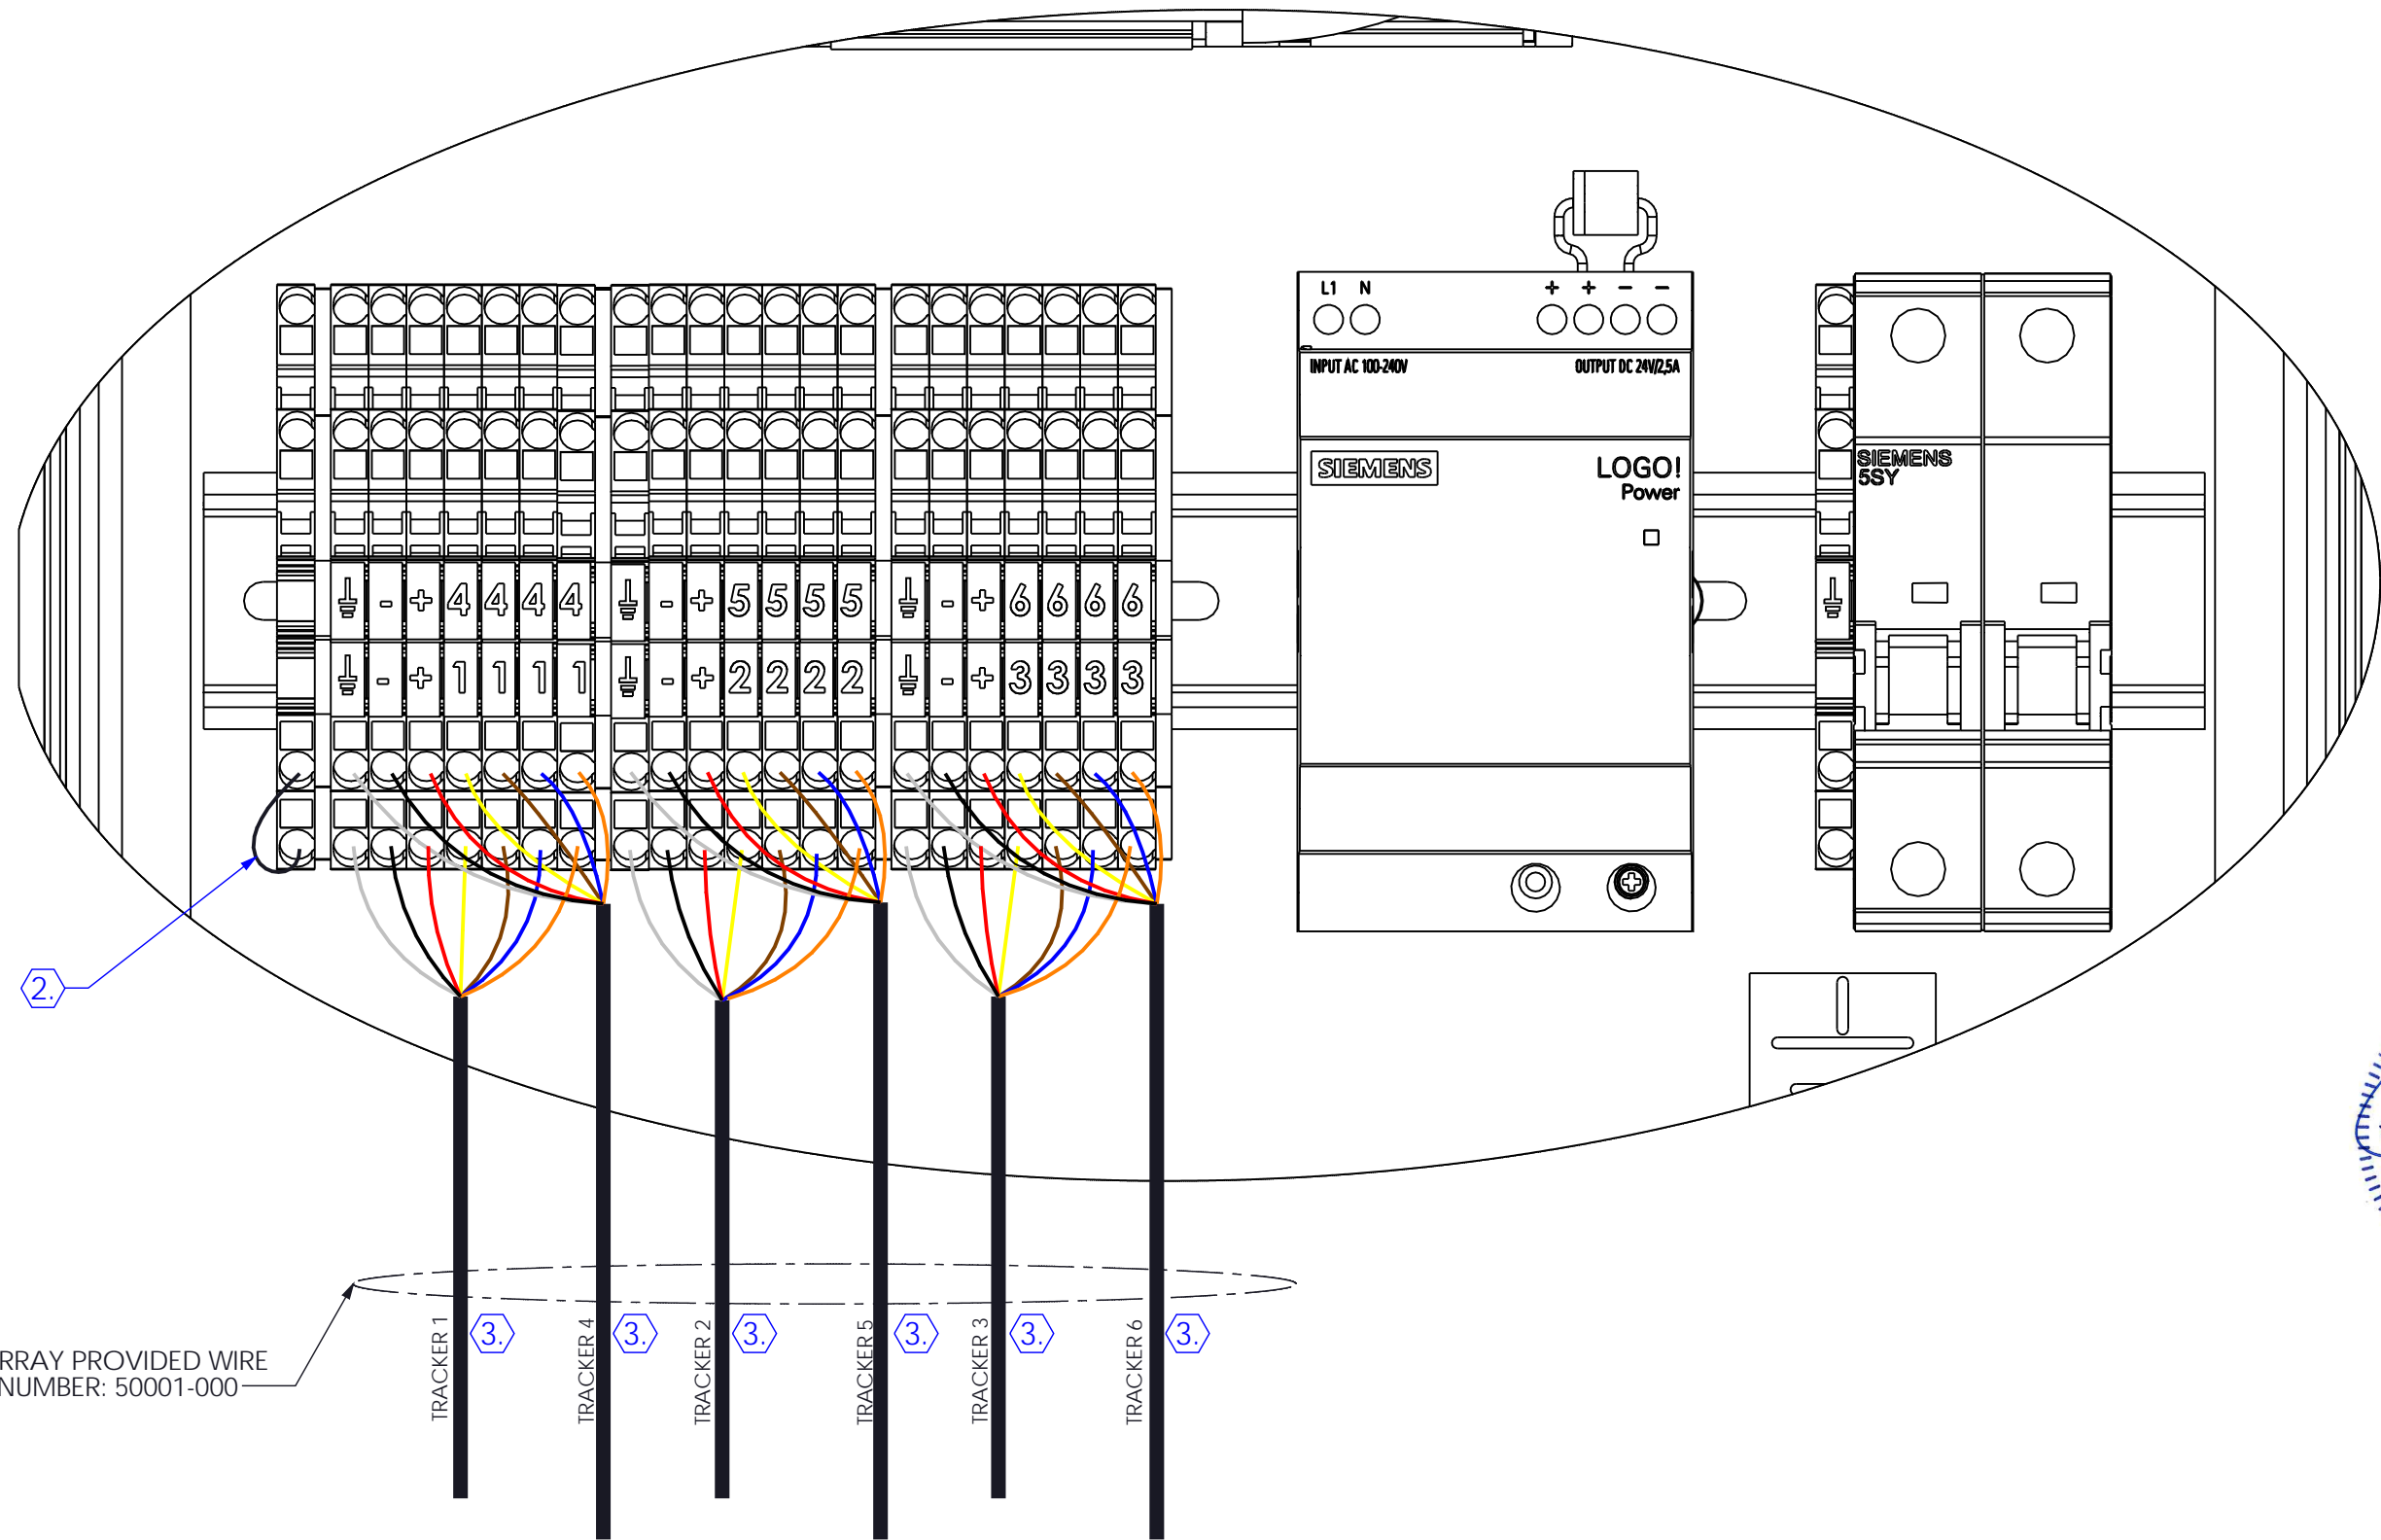 L1 N + + − −
INPUT AC 100-240V OUTPUT DC 24V/2,5A
SIEMENS LOGO!
Power
SIEMENS
5SY
- + 4 4 4 4 - + 5 5 5 5 - + 6 6 6 6
- + 1 1 1 1 - + 2 2 2 2 - + 3 3 3 3
2.
TRACKER 1
3.
TRACKER 4
3.
TRACKER 2
3.
TRACKER 5
3.
TRACKER 3
3.
TRACKER 6
3.
RRAY PROVIDED WIRE
NUMBER: 50001-000